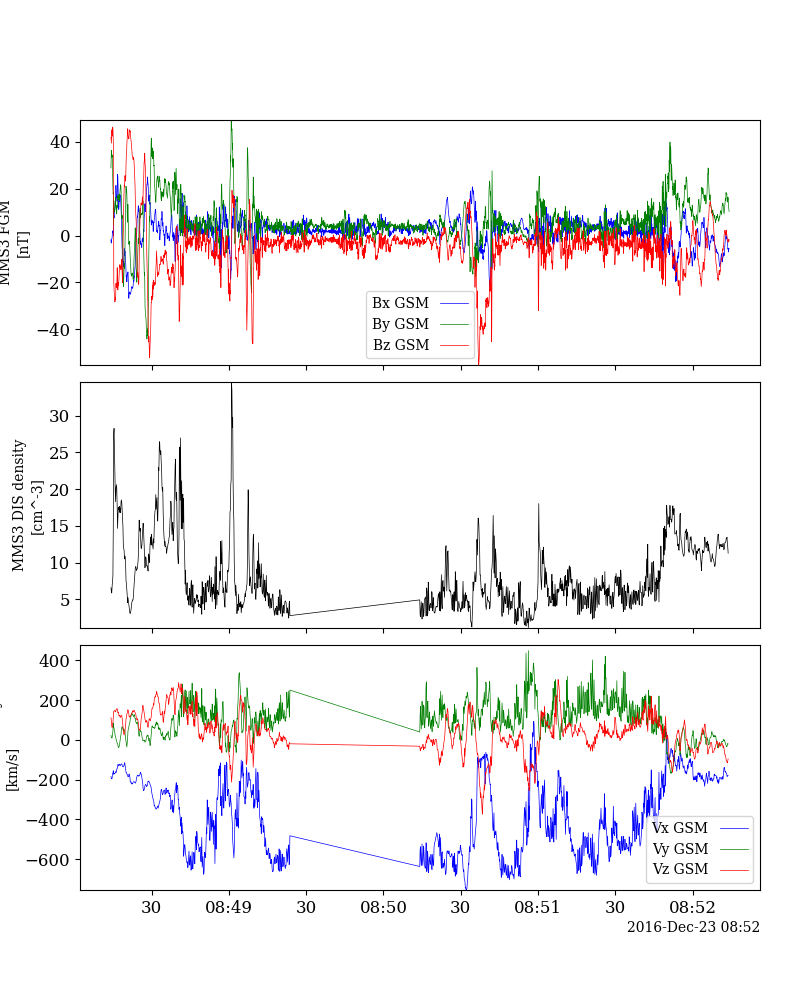 40
20
0
−20
−40
MMS3 FGM
[nT]
Bx GSM
By GSM
Bz GSM
30
25
20
15
10
5
MMS3 DIS density
[cm^-3]
400
200
0
−200
−400
−600
[km/s]
Vx GSM
Vy GSM
Vz GSM
30 08:49 30 08:50 30 08:51 30 08:52
2016-Dec-23 08:52